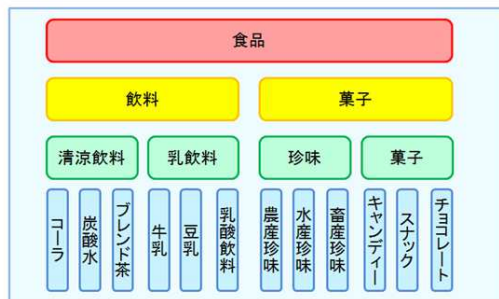 食品
飲料
菓子
清涼飲料
乳飲料
珍味
菓子
コーラ
炭酸水
ブレンド茶
牛乳
豆乳
乳酸飲料
農産珍味
水産珍味
畜産珍味
キャンディー
スナック
チョコレート